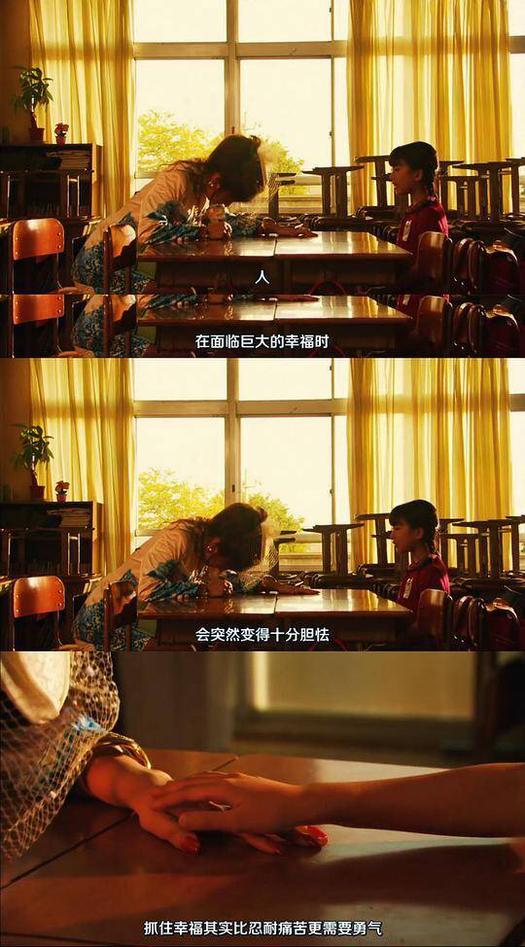 人
在面临巨大的幸福时
会突然变得十分胆怯
抓住幸福其实比忍耐痛苦更需要勇气